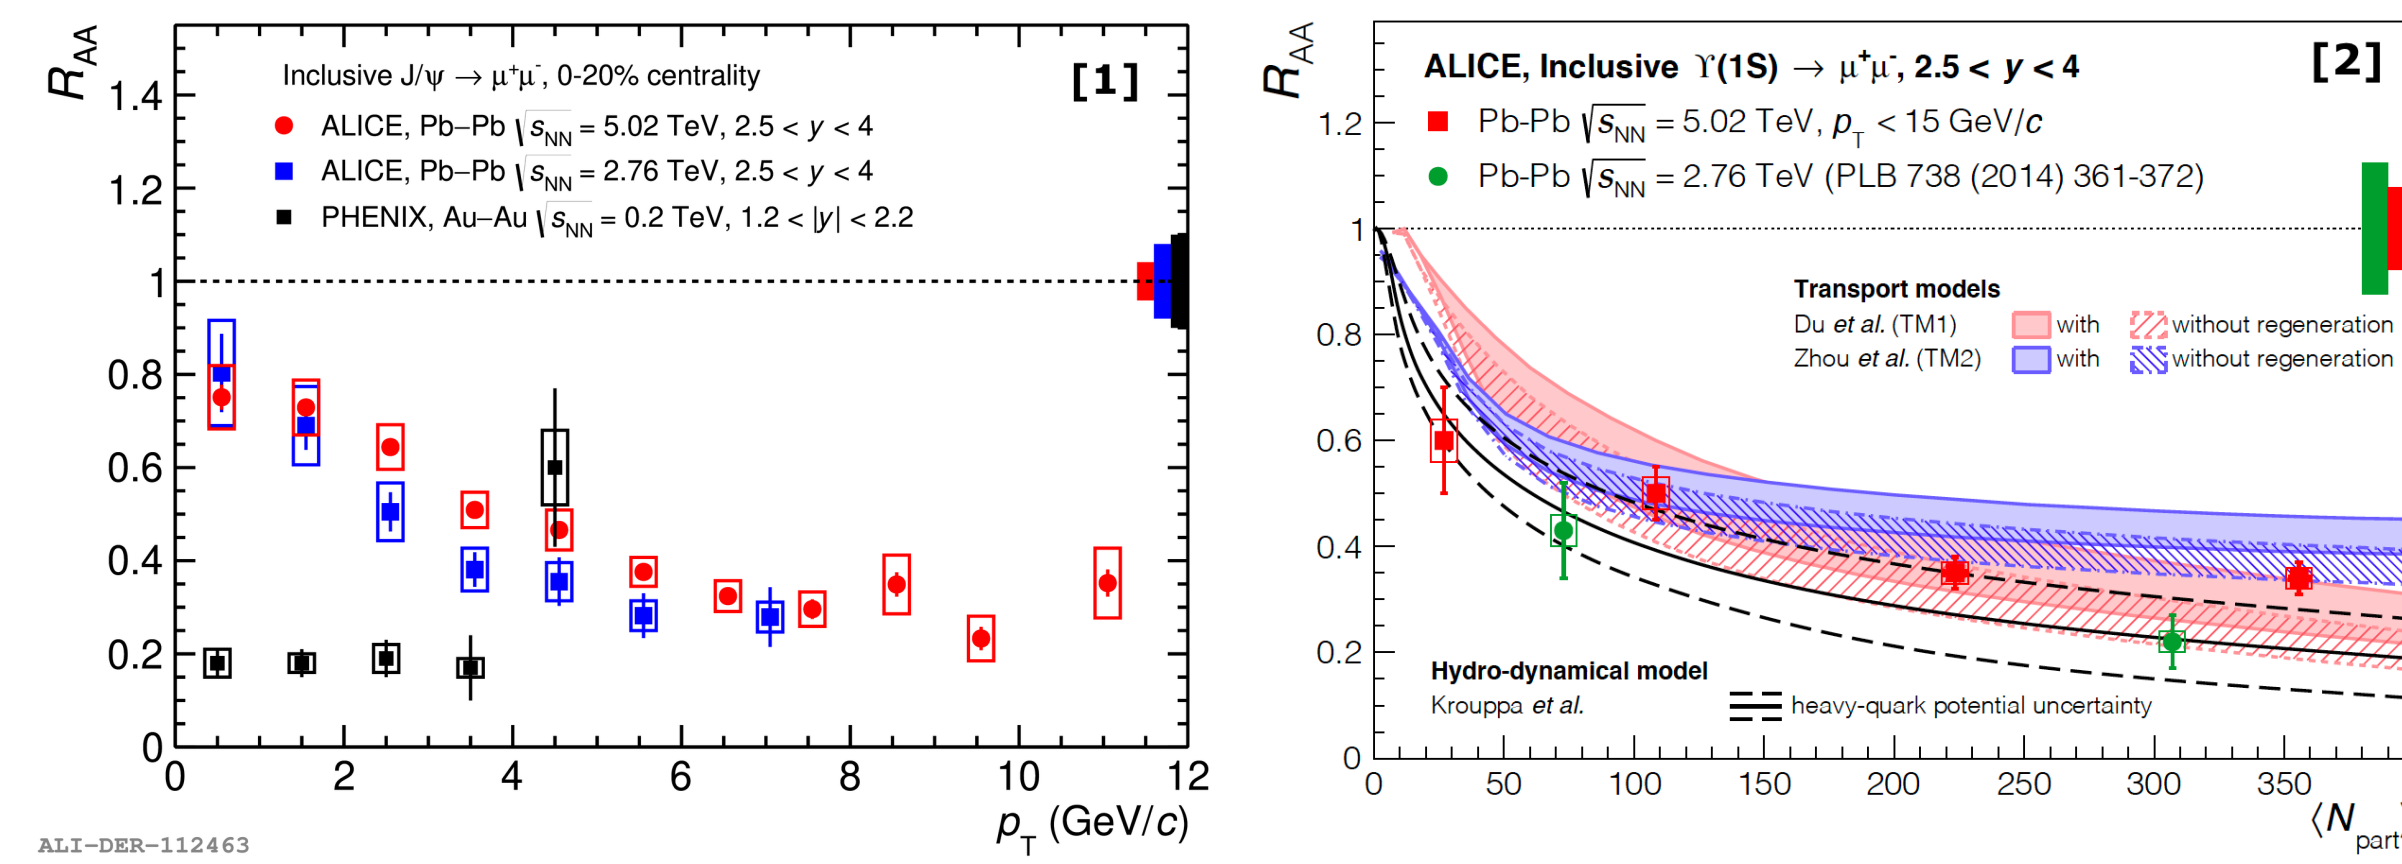 R_AA
Inclusive J/ψ → μ⁺μ⁻, 0-20% centrality
[1]
ALICE, Pb–Pb √s_NN = 5.02 TeV, 2.5 < y < 4
ALICE, Pb–Pb √s_NN = 2.76 TeV, 2.5 < y < 4
PHENIX, Au–Au √s_NN = 0.2 TeV, 1.2 < |y| < 2.2
1.4
1.2
1
0.8
0.6
0.4
0.2
0
0 2 4 6 8 10 12
p_T (GeV/c)
ALI-DER-112463
R_AA
ALICE, Inclusive ϒ(1S) → μ⁺μ⁻, 2.5 < y < 4
[2]
Pb-Pb √s_NN = 5.02 TeV, p_T < 15 GeV/c
Pb-Pb √s_NN = 2.76 TeV (PLB 738 (2014) 361-372)
1.2
1
0.8
0.6
0.4
0.2
0
Transport models
Du et al. (TM1) with without regeneration
Zhou et al. (TM2) with without regeneration
Hydro-dynamical model
Krouppa et al. heavy-quark potential uncertainty
0 50 100 150 200 250 300 350
⟨N_part